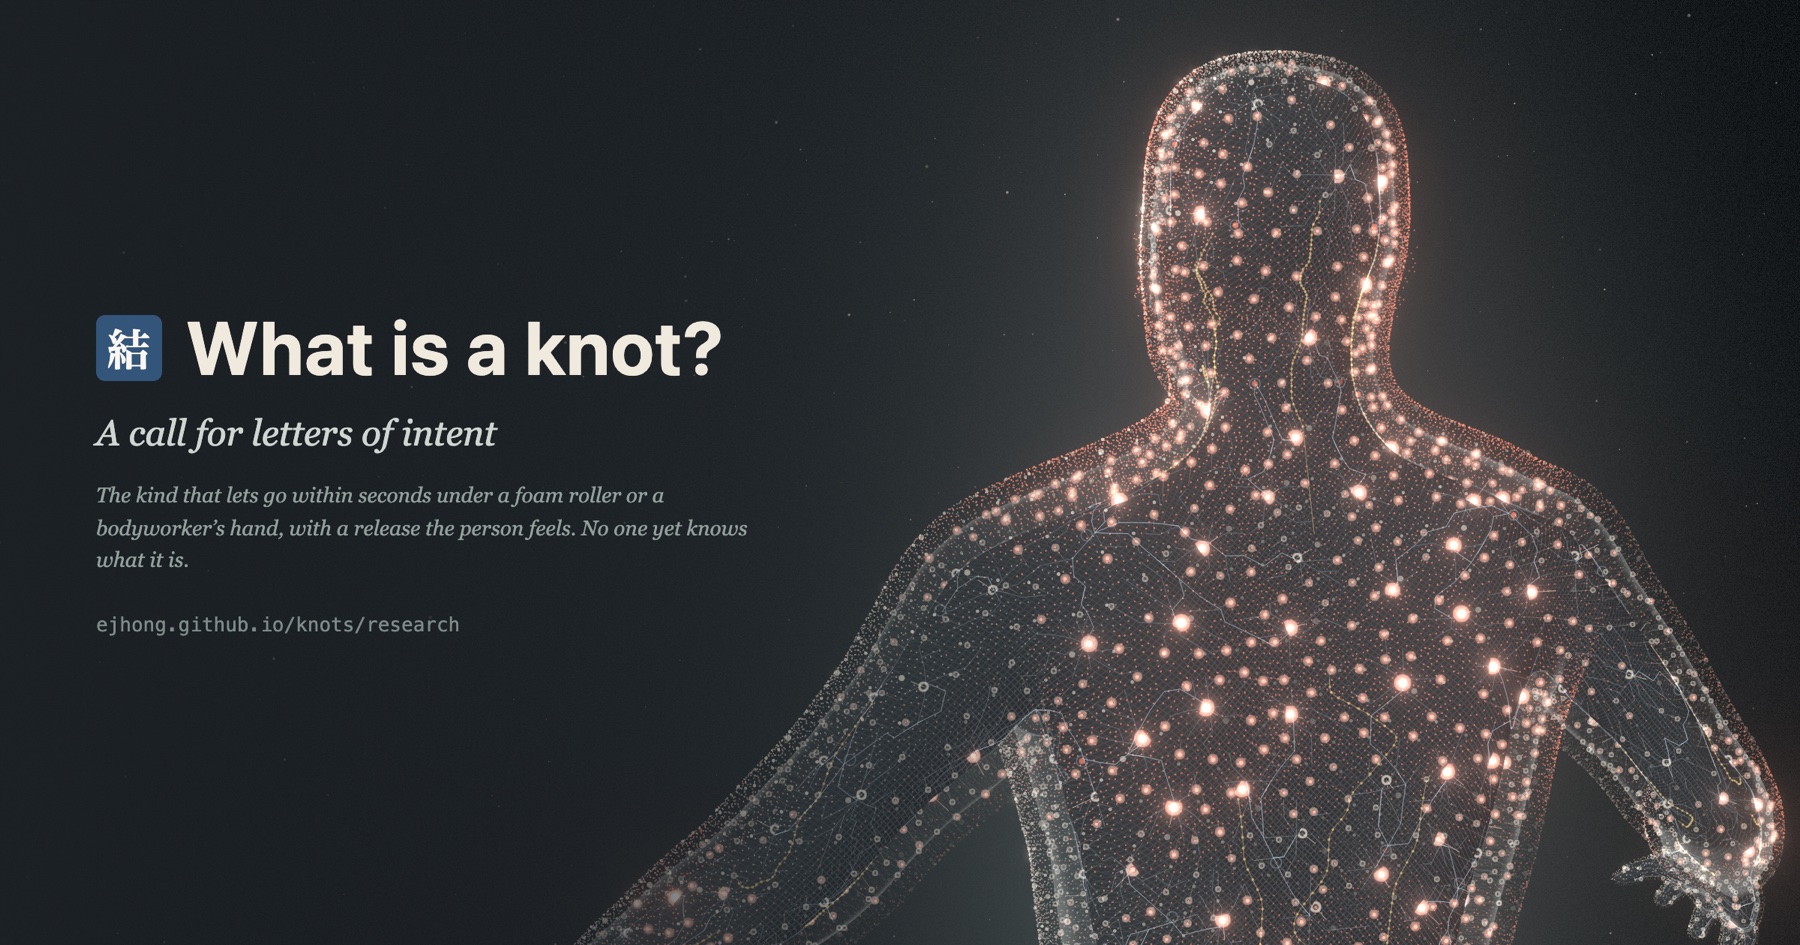 結 What is a knot?
A call for letters of intent
The kind that lets go within seconds under a foam roller or a
bodyworker’s hand, with a release the person feels. No one yet knows
what it is.
ejhong.github.io/knots/research